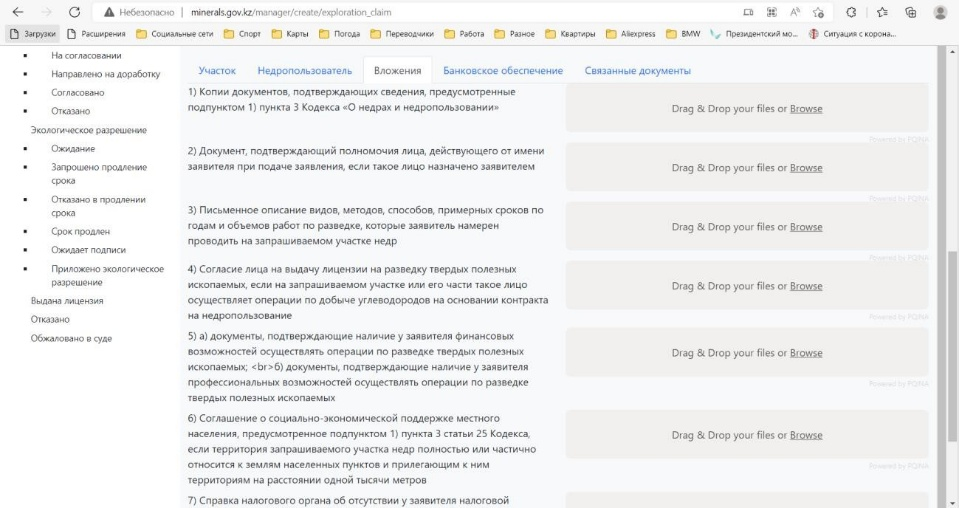 Небезопасно | minerals.gov.kz/manager/create/exploration_claim
Загрузки Расширения Социальные сети Спорт Карты Погода Переводчики Работа Разное Квартиры Aliexpress BMW Президентский мо... Ситуация с корона...
На согласовании
Направлено на доработку
Согласовано
Отказано
Экологическое разрешение
Ожидание
Запрошено продление
срока
Отказано в продлении
срока
Срок продлен
Ожидает подписи
Приложено экологическое
разрешение
Выдана лицензия
Отказано
Обжаловано в суде
Участок Недропользователь Вложения Банковское обеспечение Связанные документы
1) Копии документов, подтверждающих сведения, предусмотренные
подпунктом 1) пункта 3 Кодекса «О недрах и недропользовании»
Drag & Drop your files or Browse
Powered by PQINA
2) Документ, подтверждающий полномочия лица, действующего от имени
заявителя при подаче заявления, если такое лицо назначено заявителем
Drag & Drop your files or Browse
Powered by PQINA
3) Письменное описание видов, методов, способов, примерных сроков по
годам и объемов работ по разведке, которые заявитель намерен
проводить на запрашиваемом участке недр
Drag & Drop your files or Browse
Powered by PQINA
4) Согласие лица на выдачу лицензии на разведку твердых полезных
ископаемых, если на запрашиваемом участке или его части такое лицо
осуществляет операции по добыче углеводородов на основании контракта
на недропользование
Drag & Drop your files or Browse
Powered by PQINA
5) а) документы, подтверждающие наличие у заявителя финансовых
возможностей осуществлять операции по разведке твердых полезных
ископаемых; <br>б) документы, подтверждающие наличие у заявителя
профессиональных возможностей осуществлять операции по разведке
твердых полезных ископаемых
Drag & Drop your files or Browse
Powered by PQINA
6) Соглашение о социально-экономической поддержке местного
населения, предусмотренное подпунктом 1) пункта 3 статьи 25 Кодекса,
если территория запрашиваемого участка недр полностью или частично
относится к землям населенных пунктов и прилегающим к ним
территориям на расстоянии одной тысячи метров
Drag & Drop your files or Browse
Powered by PQINA
7) Справка налогового органа об отсутствии у заявителя налоговой